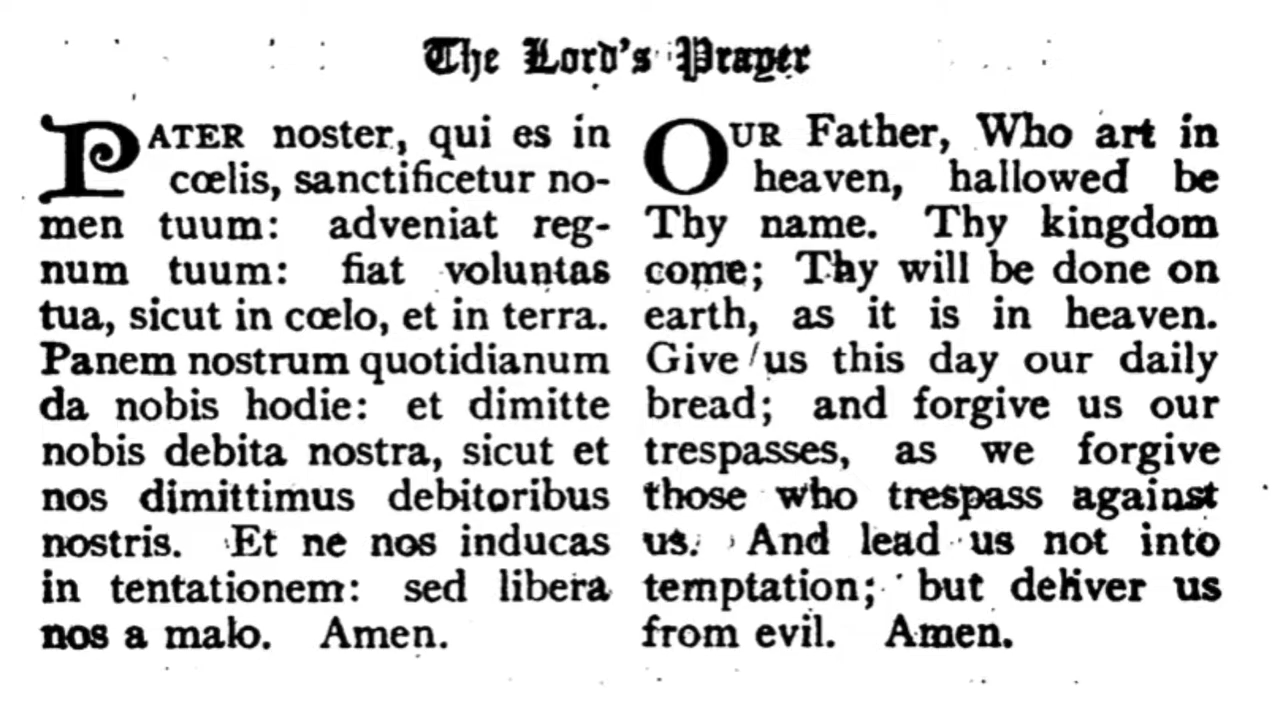 The Lord's Prayer
PATER noster, qui es in
cœlis, sanctificetur no-
men tuum: adveniat reg-
num tuum: fiat voluntas
tua, sicut in cœlo, et in terra.
Panem nostrum quotidianum
da nobis hodie: et dimitte
nobis debita nostra, sicut et
nos dimittimus debitoribus
nostris. Et ne nos inducas
in tentationem: sed libera
nos a malo. Amen.
OUR Father, Who art in
heaven, hallowed be
Thy name. Thy kingdom
come; Thy will be done on
earth, as it is in heaven.
Give us this day our daily
bread; and forgive us our
trespasses, as we forgive
those who trespass against
us. And lead us not into
temptation; but deliver us
from evil. Amen.